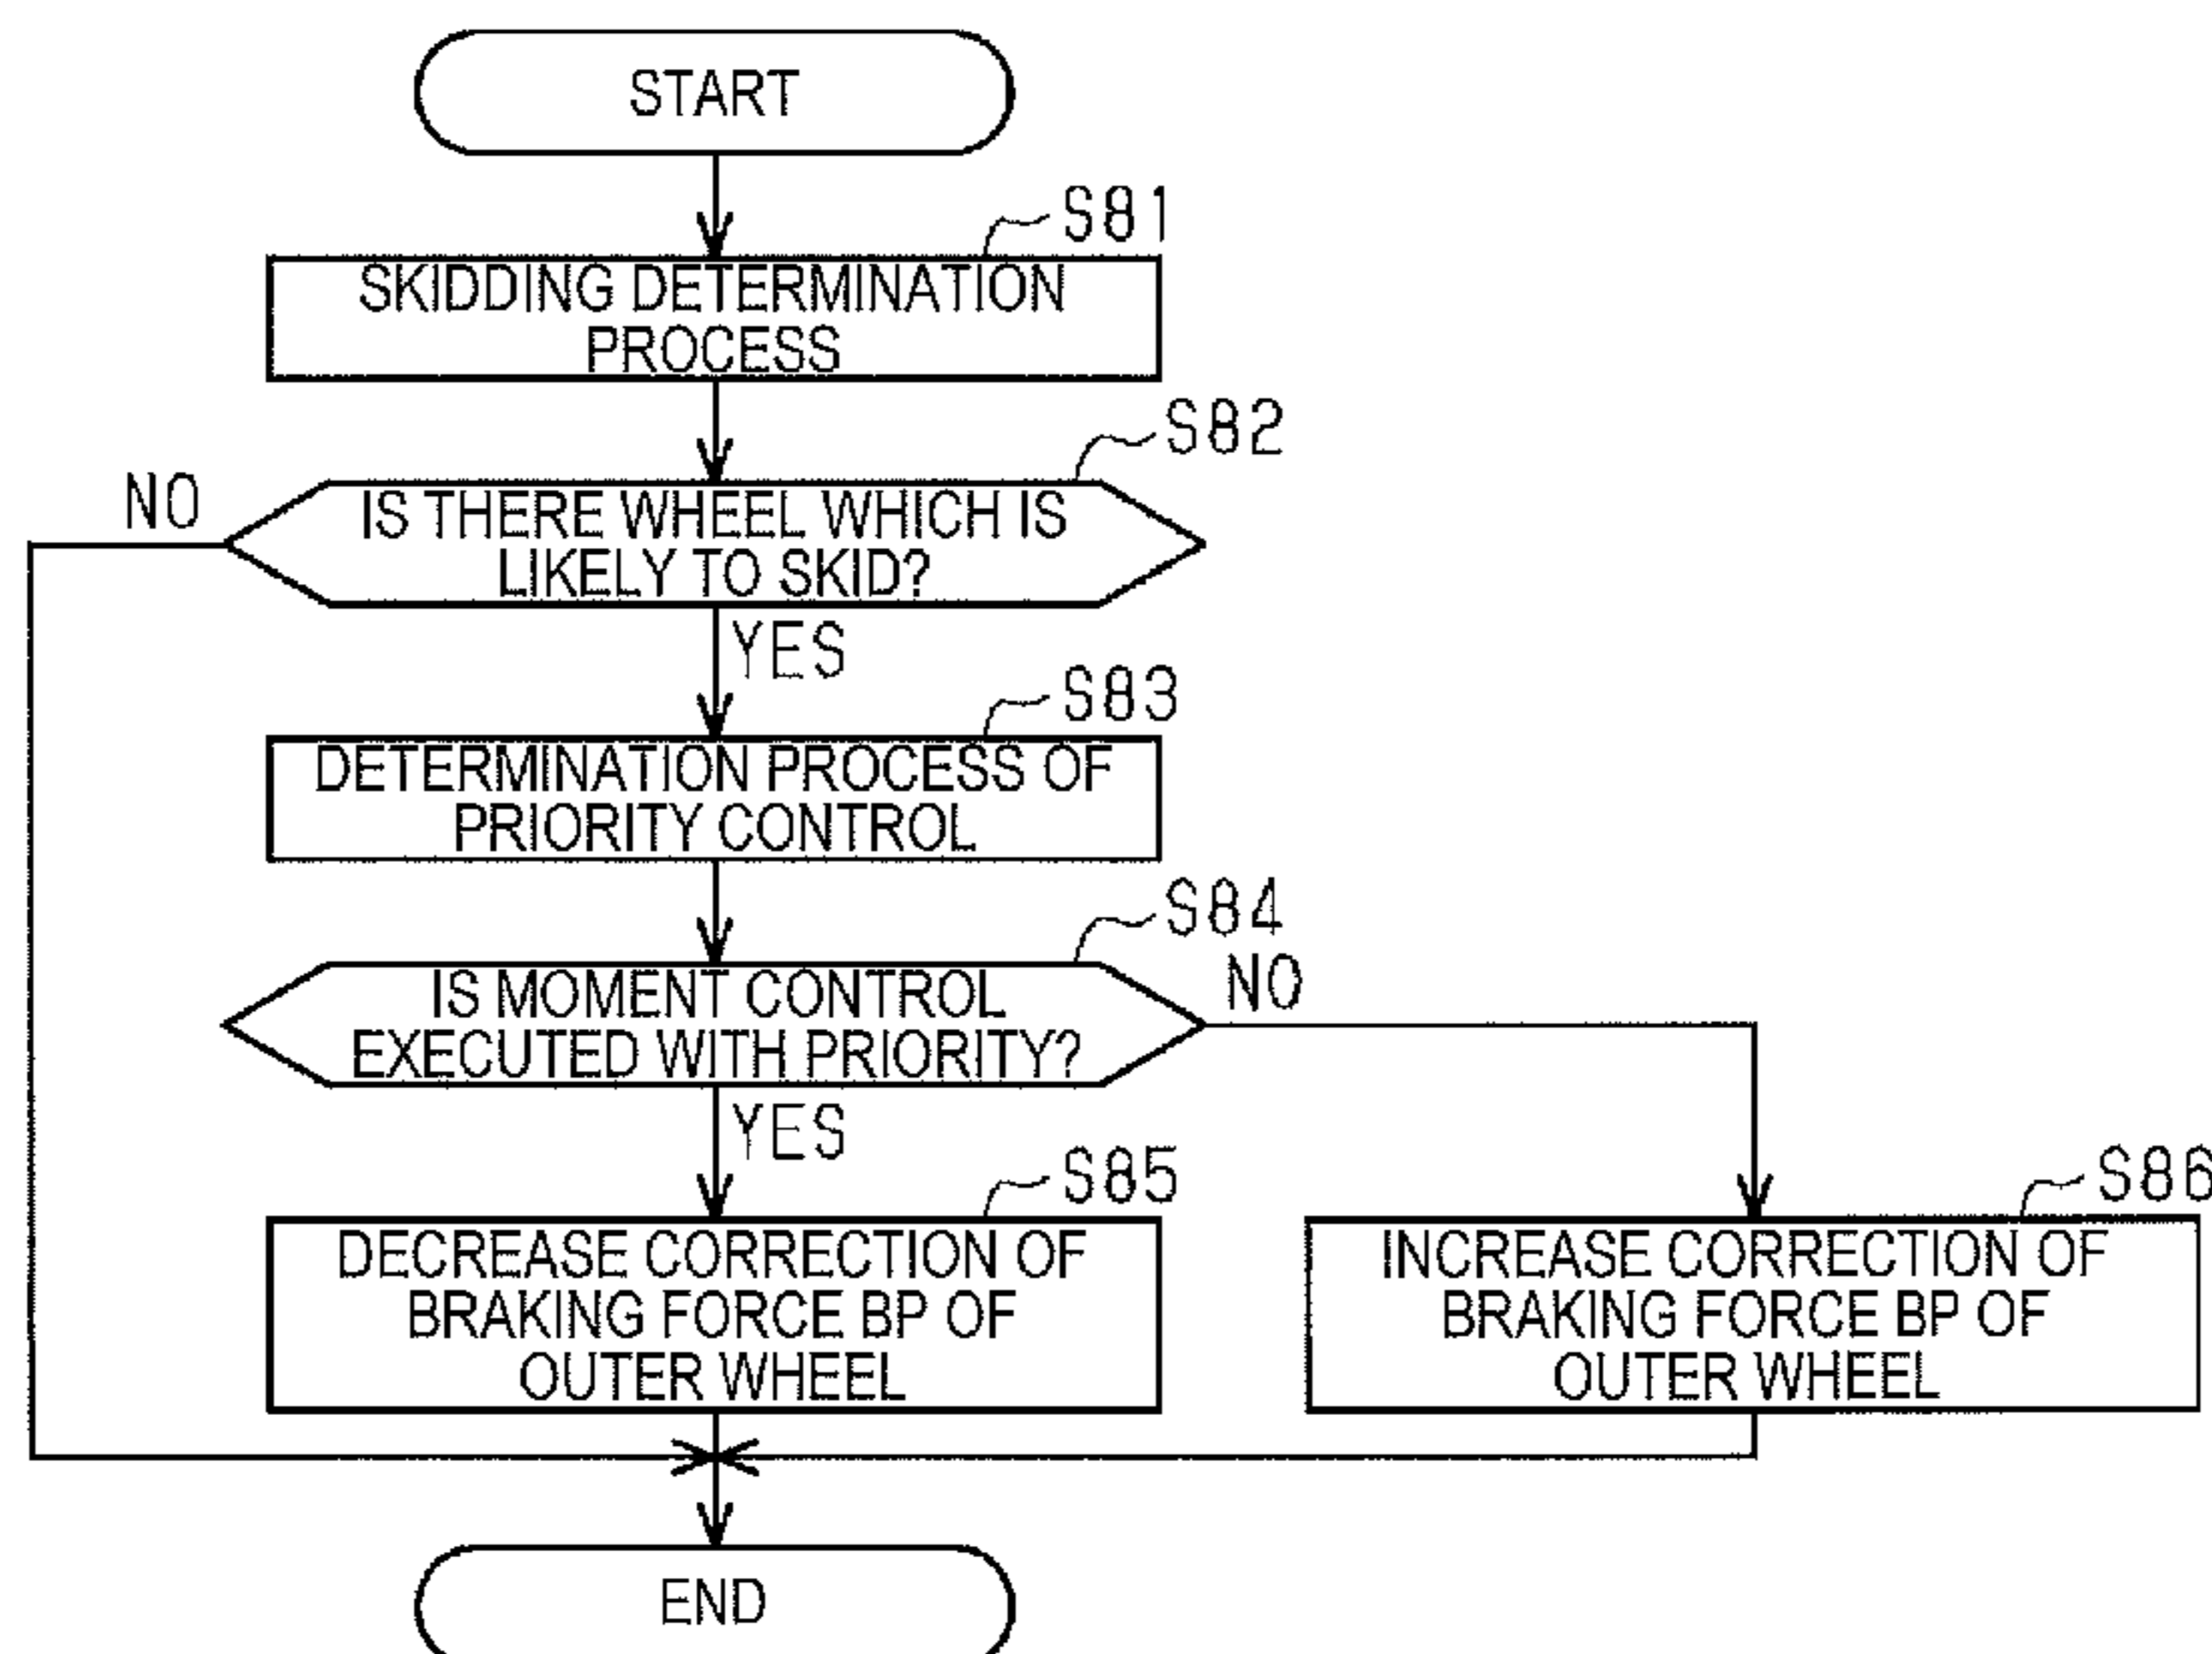 START
S81
SKIDDING DETERMINATION
PROCESS
S82
NO
IS THERE WHEEL WHICH IS
LIKELY TO SKID?
YES
S83
DETERMINATION PROCESS OF
PRIORITY CONTROL
S84
NO
IS MOMENT CONTROL
EXECUTED WITH PRIORITY?
YES
S85
DECREASE CORRECTION OF
BRAKING FORCE BP OF
OUTER WHEEL
S86
INCREASE CORRECTION OF
BRAKING FORCE BP OF
OUTER WHEEL
END